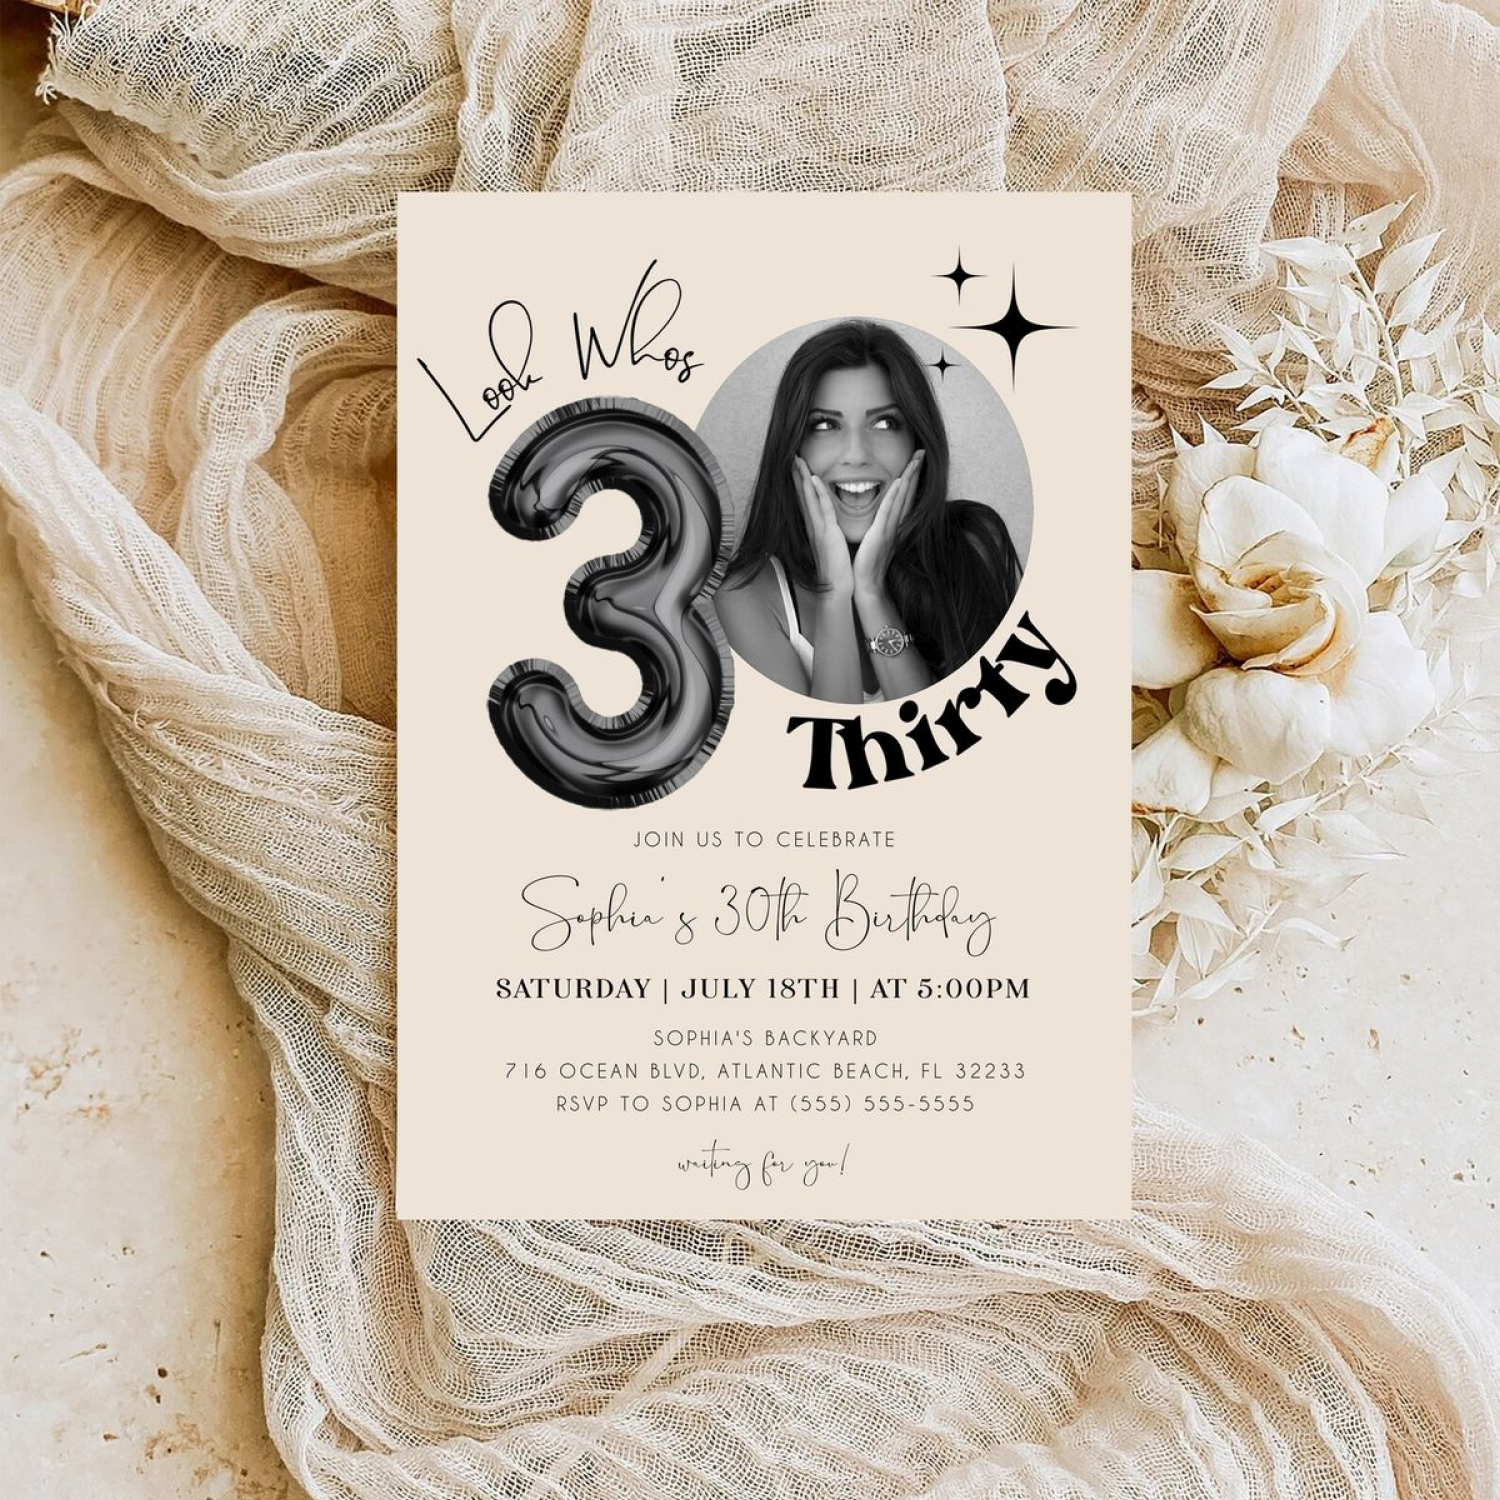 Look Whos
3
Thirty
JOIN US TO CELEBRATE
Sophia's 30th Birthday
SATURDAY | JULY 18TH | AT 5:00PM
SOPHIA'S BACKYARD
716 OCEAN BLVD, ATLANTIC BEACH, FL 32233
RSVP TO SOPHIA AT (555) 555-5555
waiting for you!